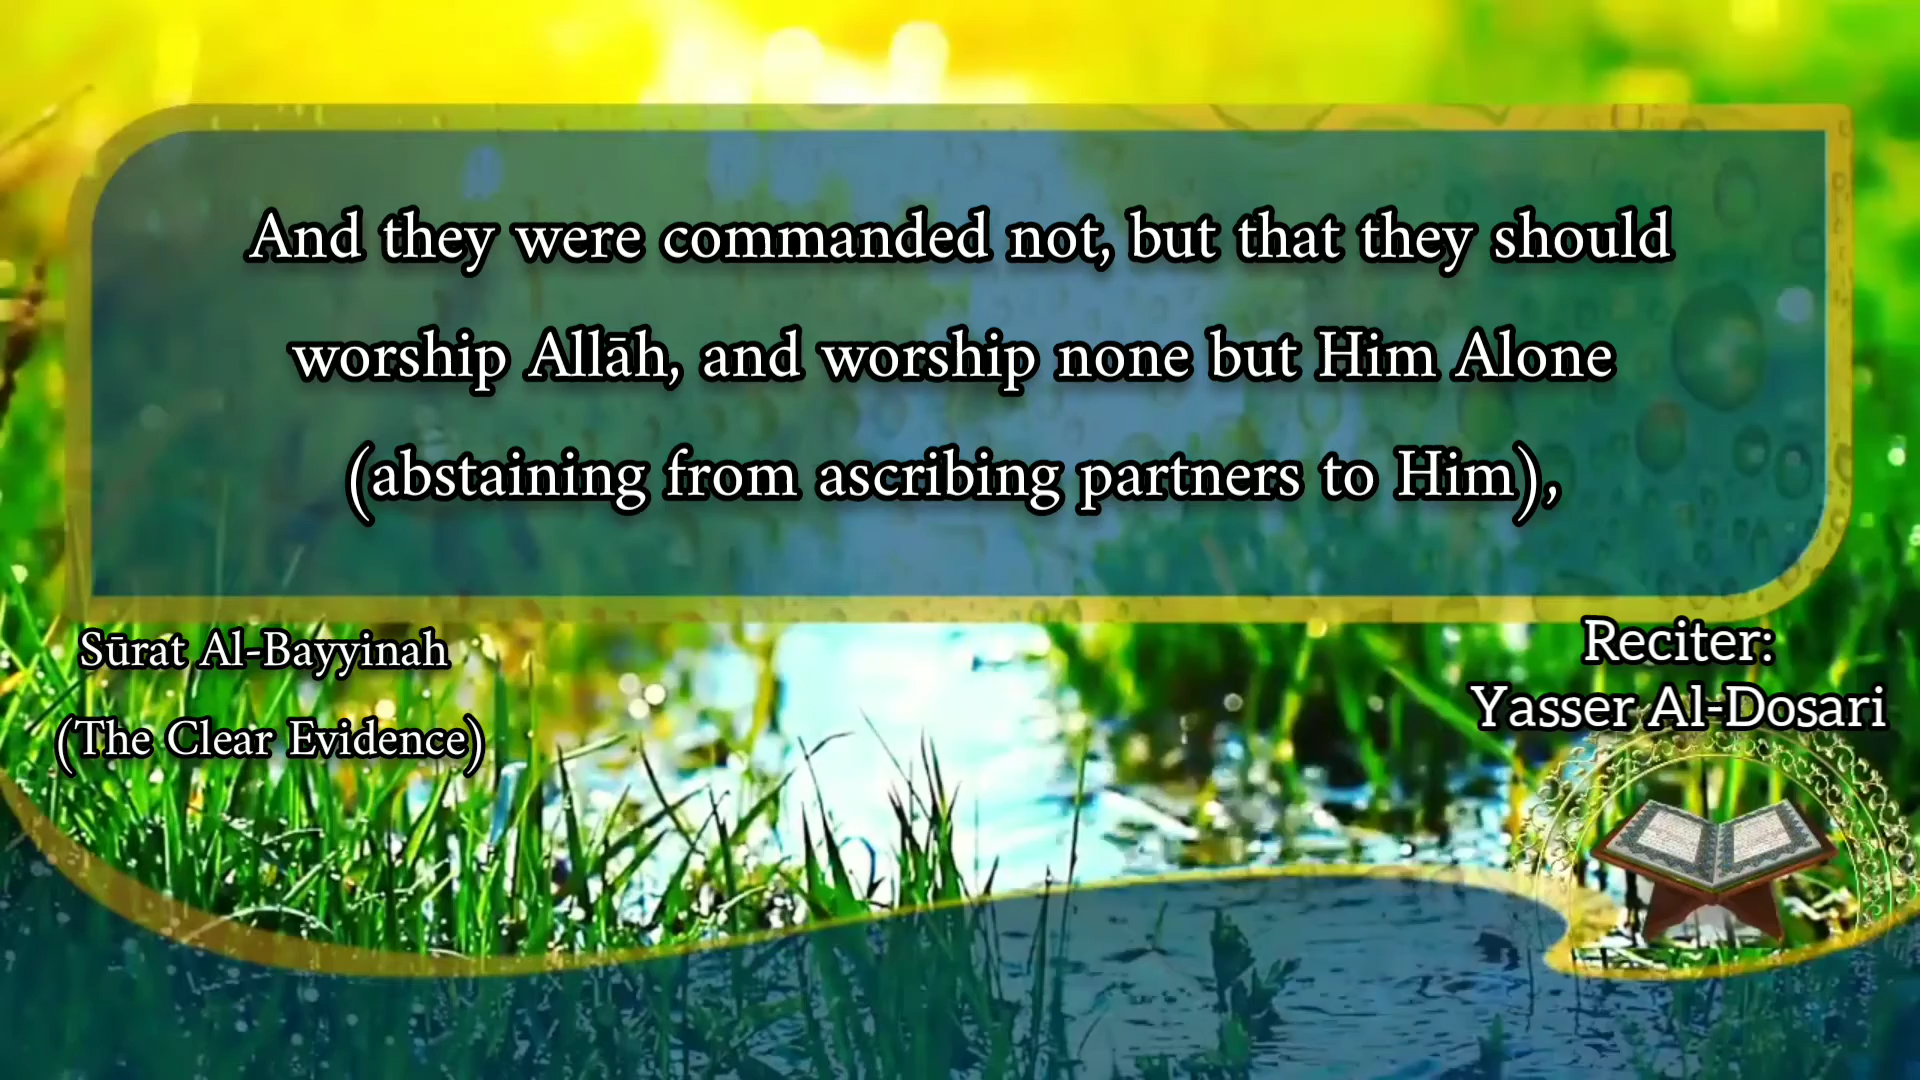 And they were commanded not, but that they should
worship Allāh, and worship none but Him Alone
(abstaining from ascribing partners to Him),
Sūrat Al-Bayyinah
(The Clear Evidence)
Reciter:
Yasser Al-Dosari